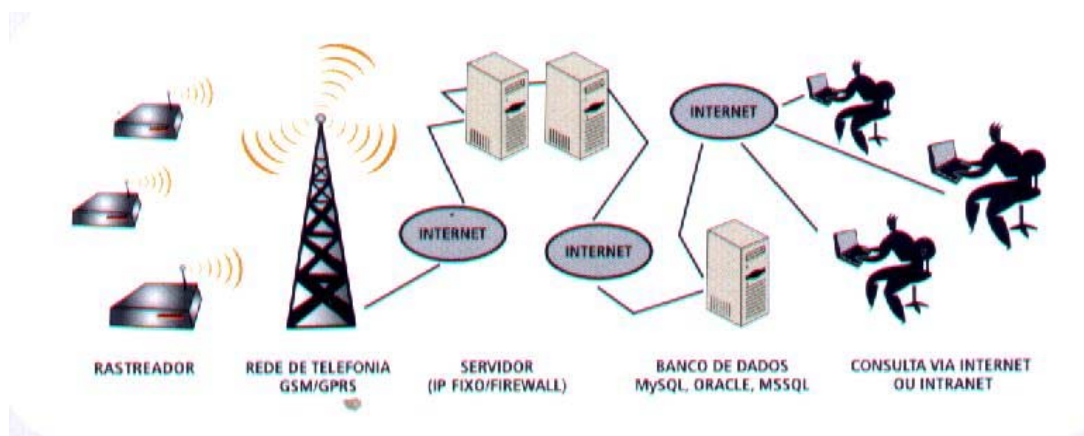 INTERNET
INTERNET
INTERNET
RASTREADOR
REDE DE TELEFONIA
GSM/GPRS
SERVIDOR
(IP FIXO/FIREWALL)
BANCO DE DADOS
MySQL, ORACLE, MSSQL
CONSULTA VIA INTERNET
OU INTRANET